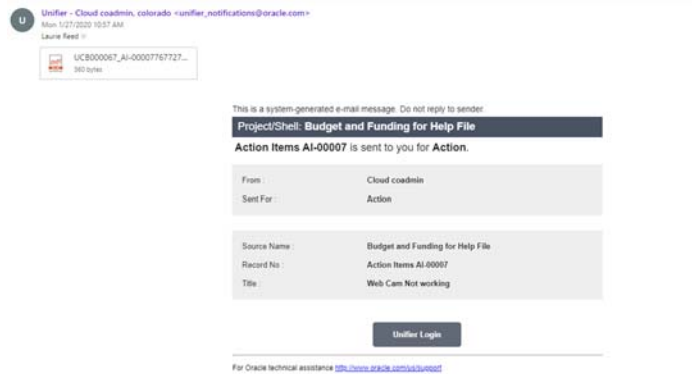 U
Unifier - Cloud coadmin, colorado <unifier_notifications@oracle.com>
Mon 1/27/2020 10:57 AM
Laurie Reed
UCB000067_AI-00007767727...
560 bytes
This is a system-generated e-mail message. Do not reply to sender.
Project/Shell: Budget and Funding for Help File
Action Items AI-00007 is sent to you for Action.
From : Cloud coadmin
Sent For : Action
Source Name : Budget and Funding for Help File
Record No : Action Items AI-00007
Title : Web Cam Not working
Unifier Login
For Oracle technical assistance http://www.oracle.com/us/support